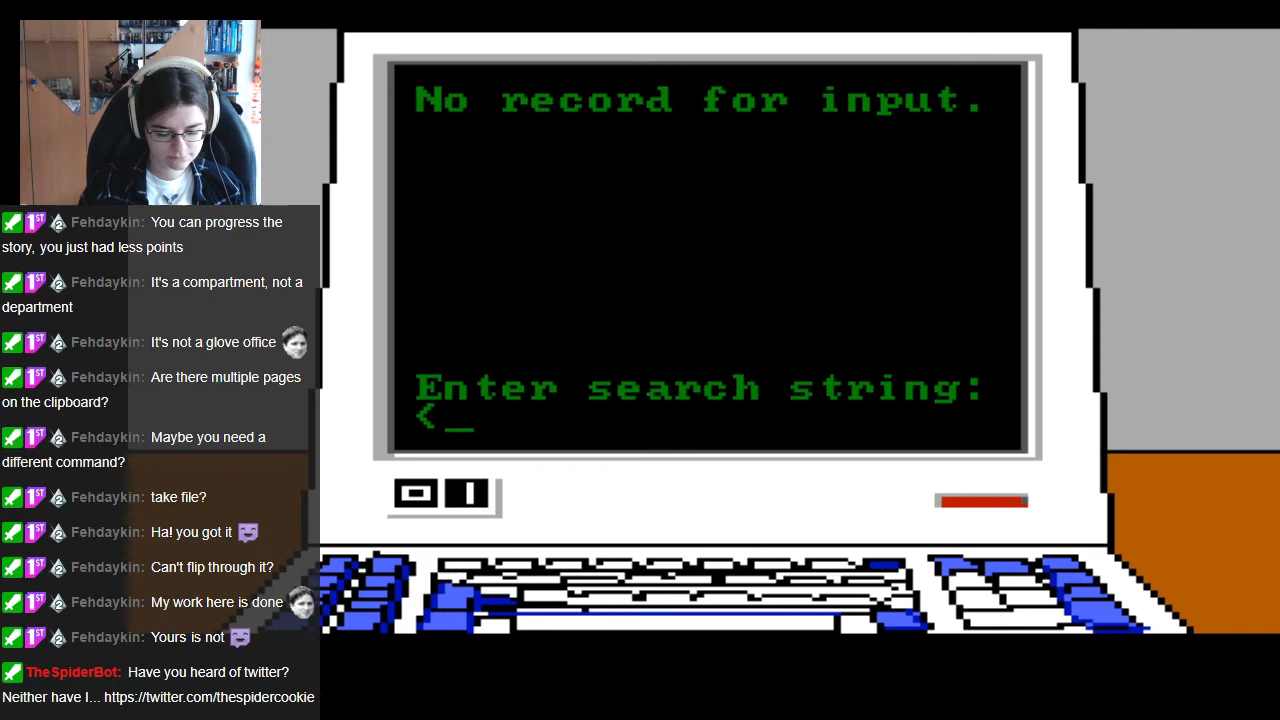 No record for input.
Enter search string:
<_
Fehdaykin: You can progress the
story, you just had less points
Fehdaykin: It's a compartment, not a
department
Fehdaykin: It's not a glove office
Fehdaykin: Are there multiple pages
on the clipboard?
Fehdaykin: Maybe you need a
different command?
Fehdaykin: take file?
Fehdaykin: Ha! you got it
Fehdaykin: Can't flip through it?
Fehdaykin: My work here is done
Fehdaykin: Yours is not
TheSpiderBot: Have you heard of twitter?
Neither have I... https://twitter.com/thespidercookie